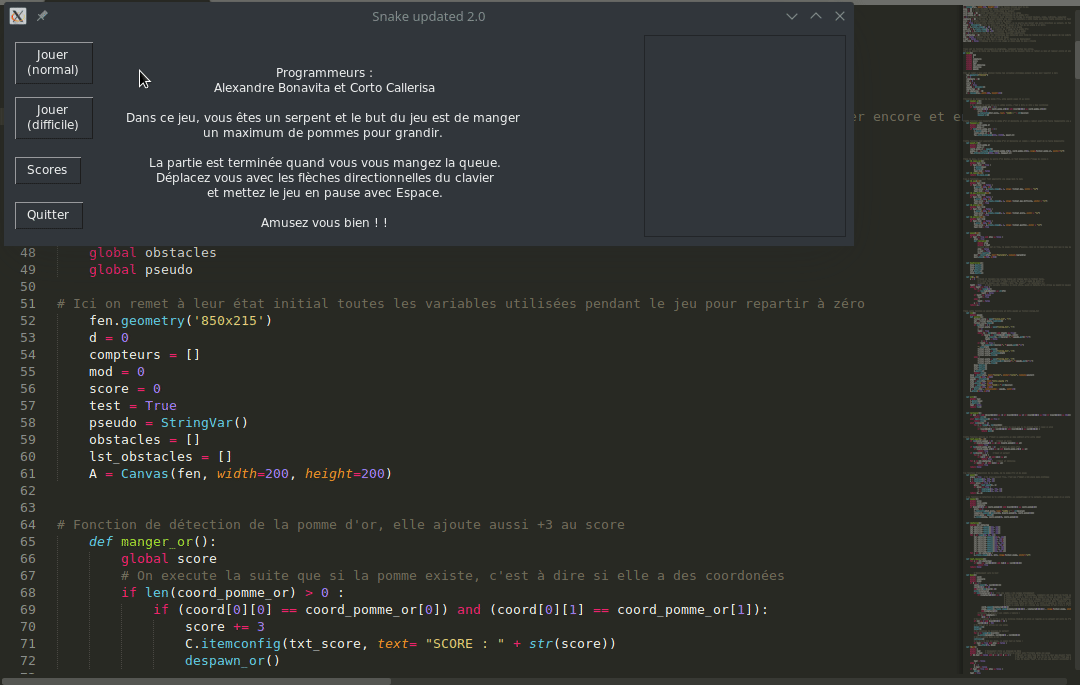 Snake updated 2.0
Jouer
(normal)
Jouer
(difficile)
Scores
Quitter
Programmeurs :
Alexandre Bonavita et Corto Callerisa
Dans ce jeu, vous êtes un serpent et le but du jeu est de manger
un maximum de pommes pour grandir.
La partie est terminée quand vous vous mangez la queue.
Déplacez vous avec les flèches directionnelles du clavier
et mettez le jeu en pause avec Espace.
Amusez vous bien ! !
er encore et e
48 global obstacles
49 global pseudo
50
51 # Ici on remet à leur état initial toutes les variables utilisées pendant le jeu pour repartir à zéro
52 fen.geometry('850x215')
53 d = 0
54 compteurs = []
55 mod = 0
56 score = 0
57 test = True
58 pseudo = StringVar()
59 obstacles = []
60 lst_obstacles = []
61 A = Canvas(fen, width=200, height=200)
62
63
64 # Fonction de détection de la pomme d'or, elle ajoute aussi +3 au score
65 def manger_or():
66 global score
67 # On execute la suite que si la pomme existe, c'est à dire si elle a des coordonées
68 if len(coord_pomme_or) > 0 :
69 if (coord[0][0] == coord_pomme_or[0]) and (coord[0][1] == coord_pomme_or[1]):
70 score += 3
71 C.itemconfig(txt_score, text= "SCORE : " + str(score))
72 despawn_or()